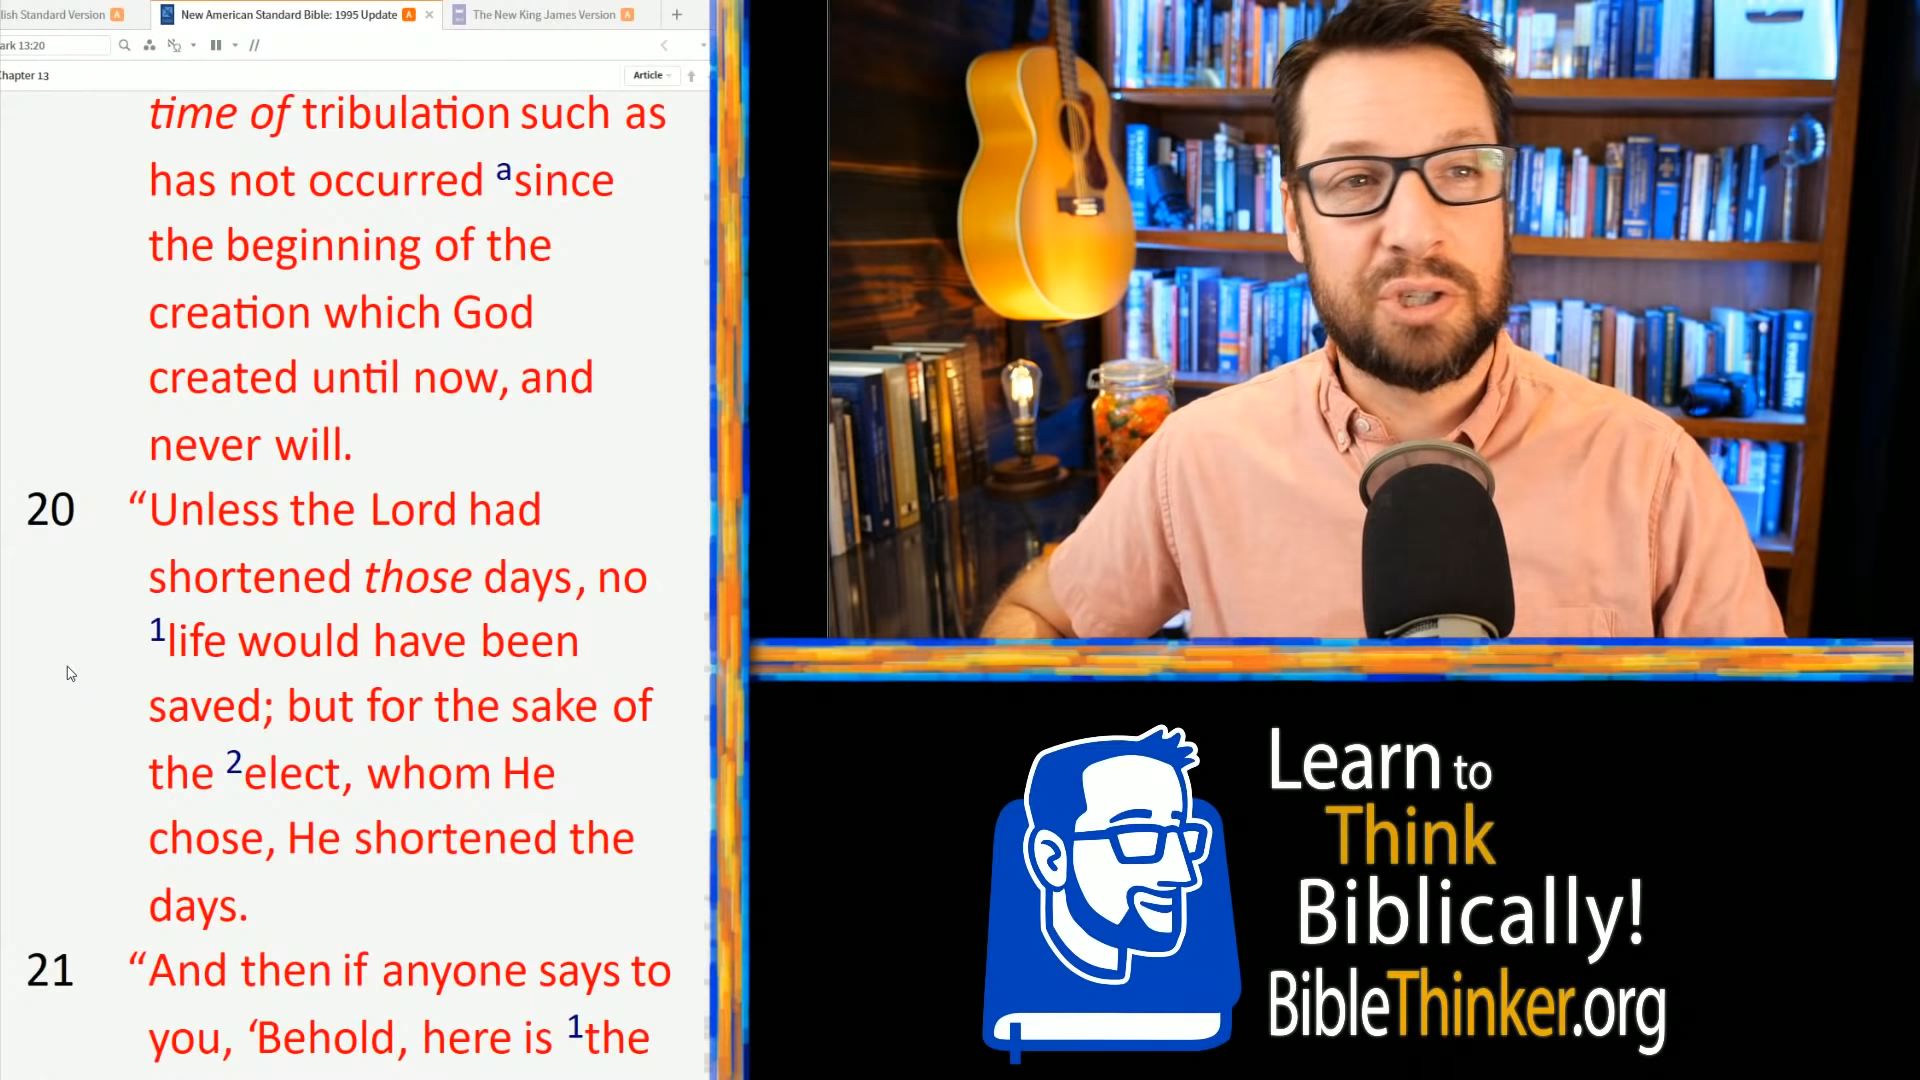 lish Standard Version A
New American Standard Bible: 1995 Update A
The New King James Version A
ark 13:20
hapter 13
Article
time of tribulation such as
has not occurred ᵃsince
the beginning of the
creation which God
created until now, and
never will.
20 “Unless the Lord had
shortened those days, no
¹life would have been
saved; but for the sake of
the ²elect, whom He
chose, He shortened the
days.
21 “And then if anyone says to
you, ‘Behold, here is ¹the
Learn to
Think
Biblically!
BibleThinker.org